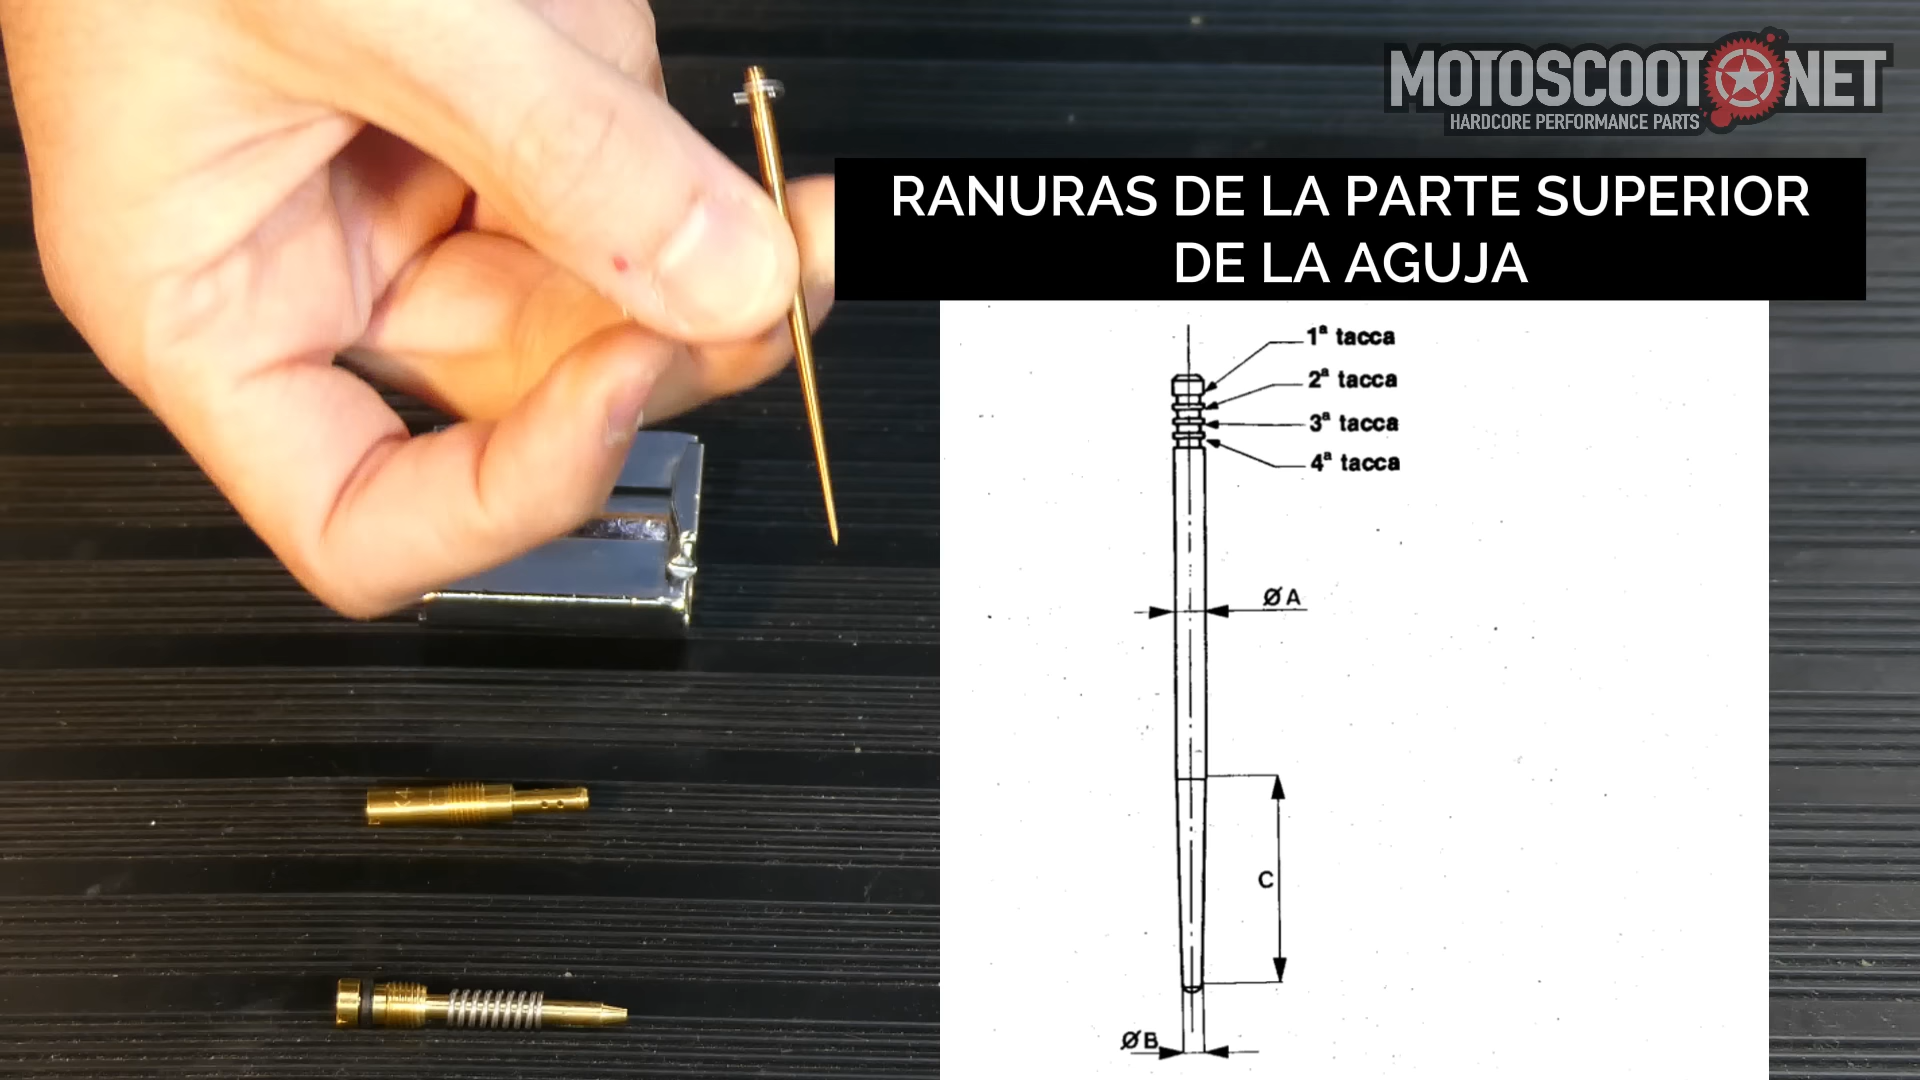 MOTOSCOOT NET
HARDCORE PERFORMANCE PARTS
RANURAS DE LA PARTE SUPERIOR
DE LA AGUJA
1ª tacca
2ª tacca
3ª tacca
4ª tacca
ØA
C
ØB
K4